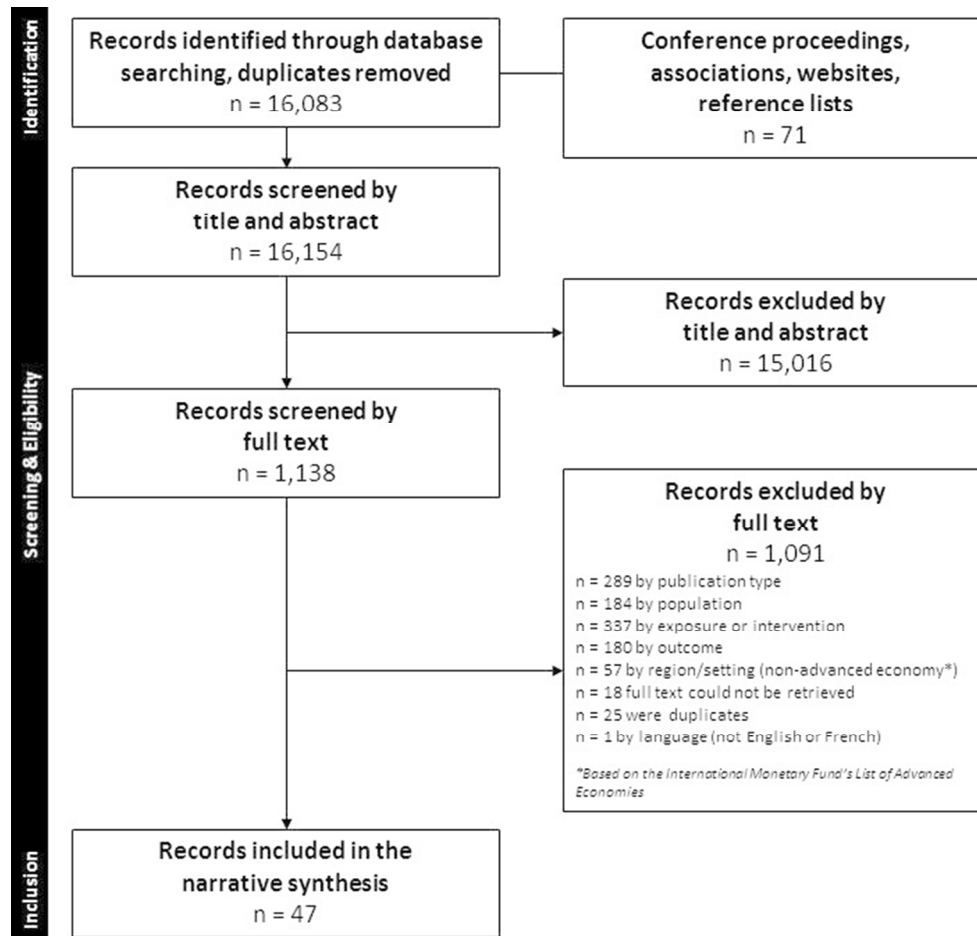 Identification
Records identified through database
searching, duplicates removed
n = 16,083
Conference proceedings,
associations, websites,
reference lists
n = 71
Screening & Eligibility
Records screened by
title and abstract
n = 16,154
Records excluded by
title and abstract
n = 15,016
Records screened by
full text
n = 1,138
Records excluded by
full text
n = 1,091
n = 289 by publication type
n = 184 by population
n = 337 by exposure or intervention
n = 180 by outcome
n = 57 by region/setting (non-advanced economy*)
n = 18 full text could not be retrieved
n = 25 were duplicates
n = 1 by language (not English or French)
*Based on the International Monetary Fund's List of Advanced
Economies
Inclusion
Records included in the
narrative synthesis
n = 47